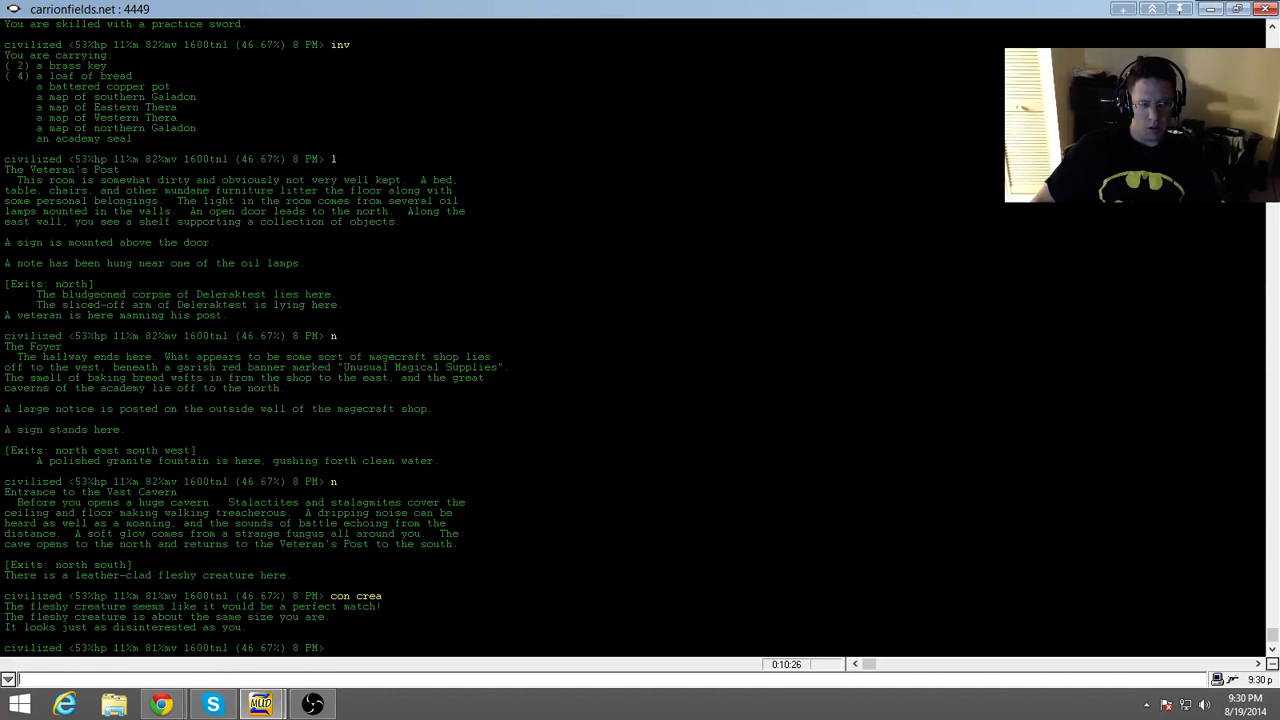 carrionfields.net : 4449
You are skilled with a practice sword.
civilized <53%hp 11%m 82%mv 1600tnl (46.67%) 8 PM> inv
You are carrying:
( 2) a brass key
( 4) a loaf of bread
a battered copper pot
a map of southern Galadon
a map of Eastern Thera
a map of Western Thera
a map of northern Galadon
an academy seal
civilized <53%hp 11%m 82%mv 1600tnl (46.67%) 8 PM> l
The Veteran's Post
This room is somewhat dirty and obviously not well kept. A bed,
table, chairs, and other mundane furniture litter the floor along with
some personal belongings. The light in the room comes from several oil
lamps mounted in the walls. An open door leads to the north. Along the
east wall, you see a shelf supporting a collection of objects.
A sign is mounted above the door.
A note has been hung near one of the oil lamps.
[Exits: north]
The bludgeoned corpse of Deleraktest lies here.
The sliced-off arm of Deleraktest is lying here.
A veteran is here manning his post.
civilized <53%hp 11%m 82%mv 1600tnl (46.67%) 8 PM> n
The Foyer
The hallway ends here. What appears to be some sort of magecraft shop lies
off to the west, beneath a garish red banner marked "Unusual Magical Supplies".
The smell of baking bread wafts in from the shop to the east, and the great
caverns of the academy lie off to the north.
A large notice is posted on the outside wall of the magecraft shop.
A sign stands here.
[Exits: north east south west]
A polished granite fountain is here, gushing forth clean water.
civilized <53%hp 11%m 82%mv 1600tnl (46.67%) 8 PM> n
Entrance to the Vast Cavern
Before you opens a huge cavern. Stalactites and stalagmites cover the
ceiling and floor making walking treacherous. A dripping noise can be
heard as well as a moaning, and the sounds of battle echoing from the
distance. A soft glow comes from a strange fungus all around you. The
cave opens to the north and returns to the Veteran's Post to the south.
[Exits: north south]
There is a leather-clad fleshy creature here.
civilized <53%hp 11%m 81%mv 1600tnl (46.67%) 8 PM> con crea
The fleshy creature seems like it would be a perfect match!
The fleshy creature is about the same size you are.
It looks just as disinterested as you.
civilized <53%hp 11%m 81%mv 1600tnl (46.67%) 8 PM>
0:10:26
9:30 p
MUD
9:30 PM
8/19/2014